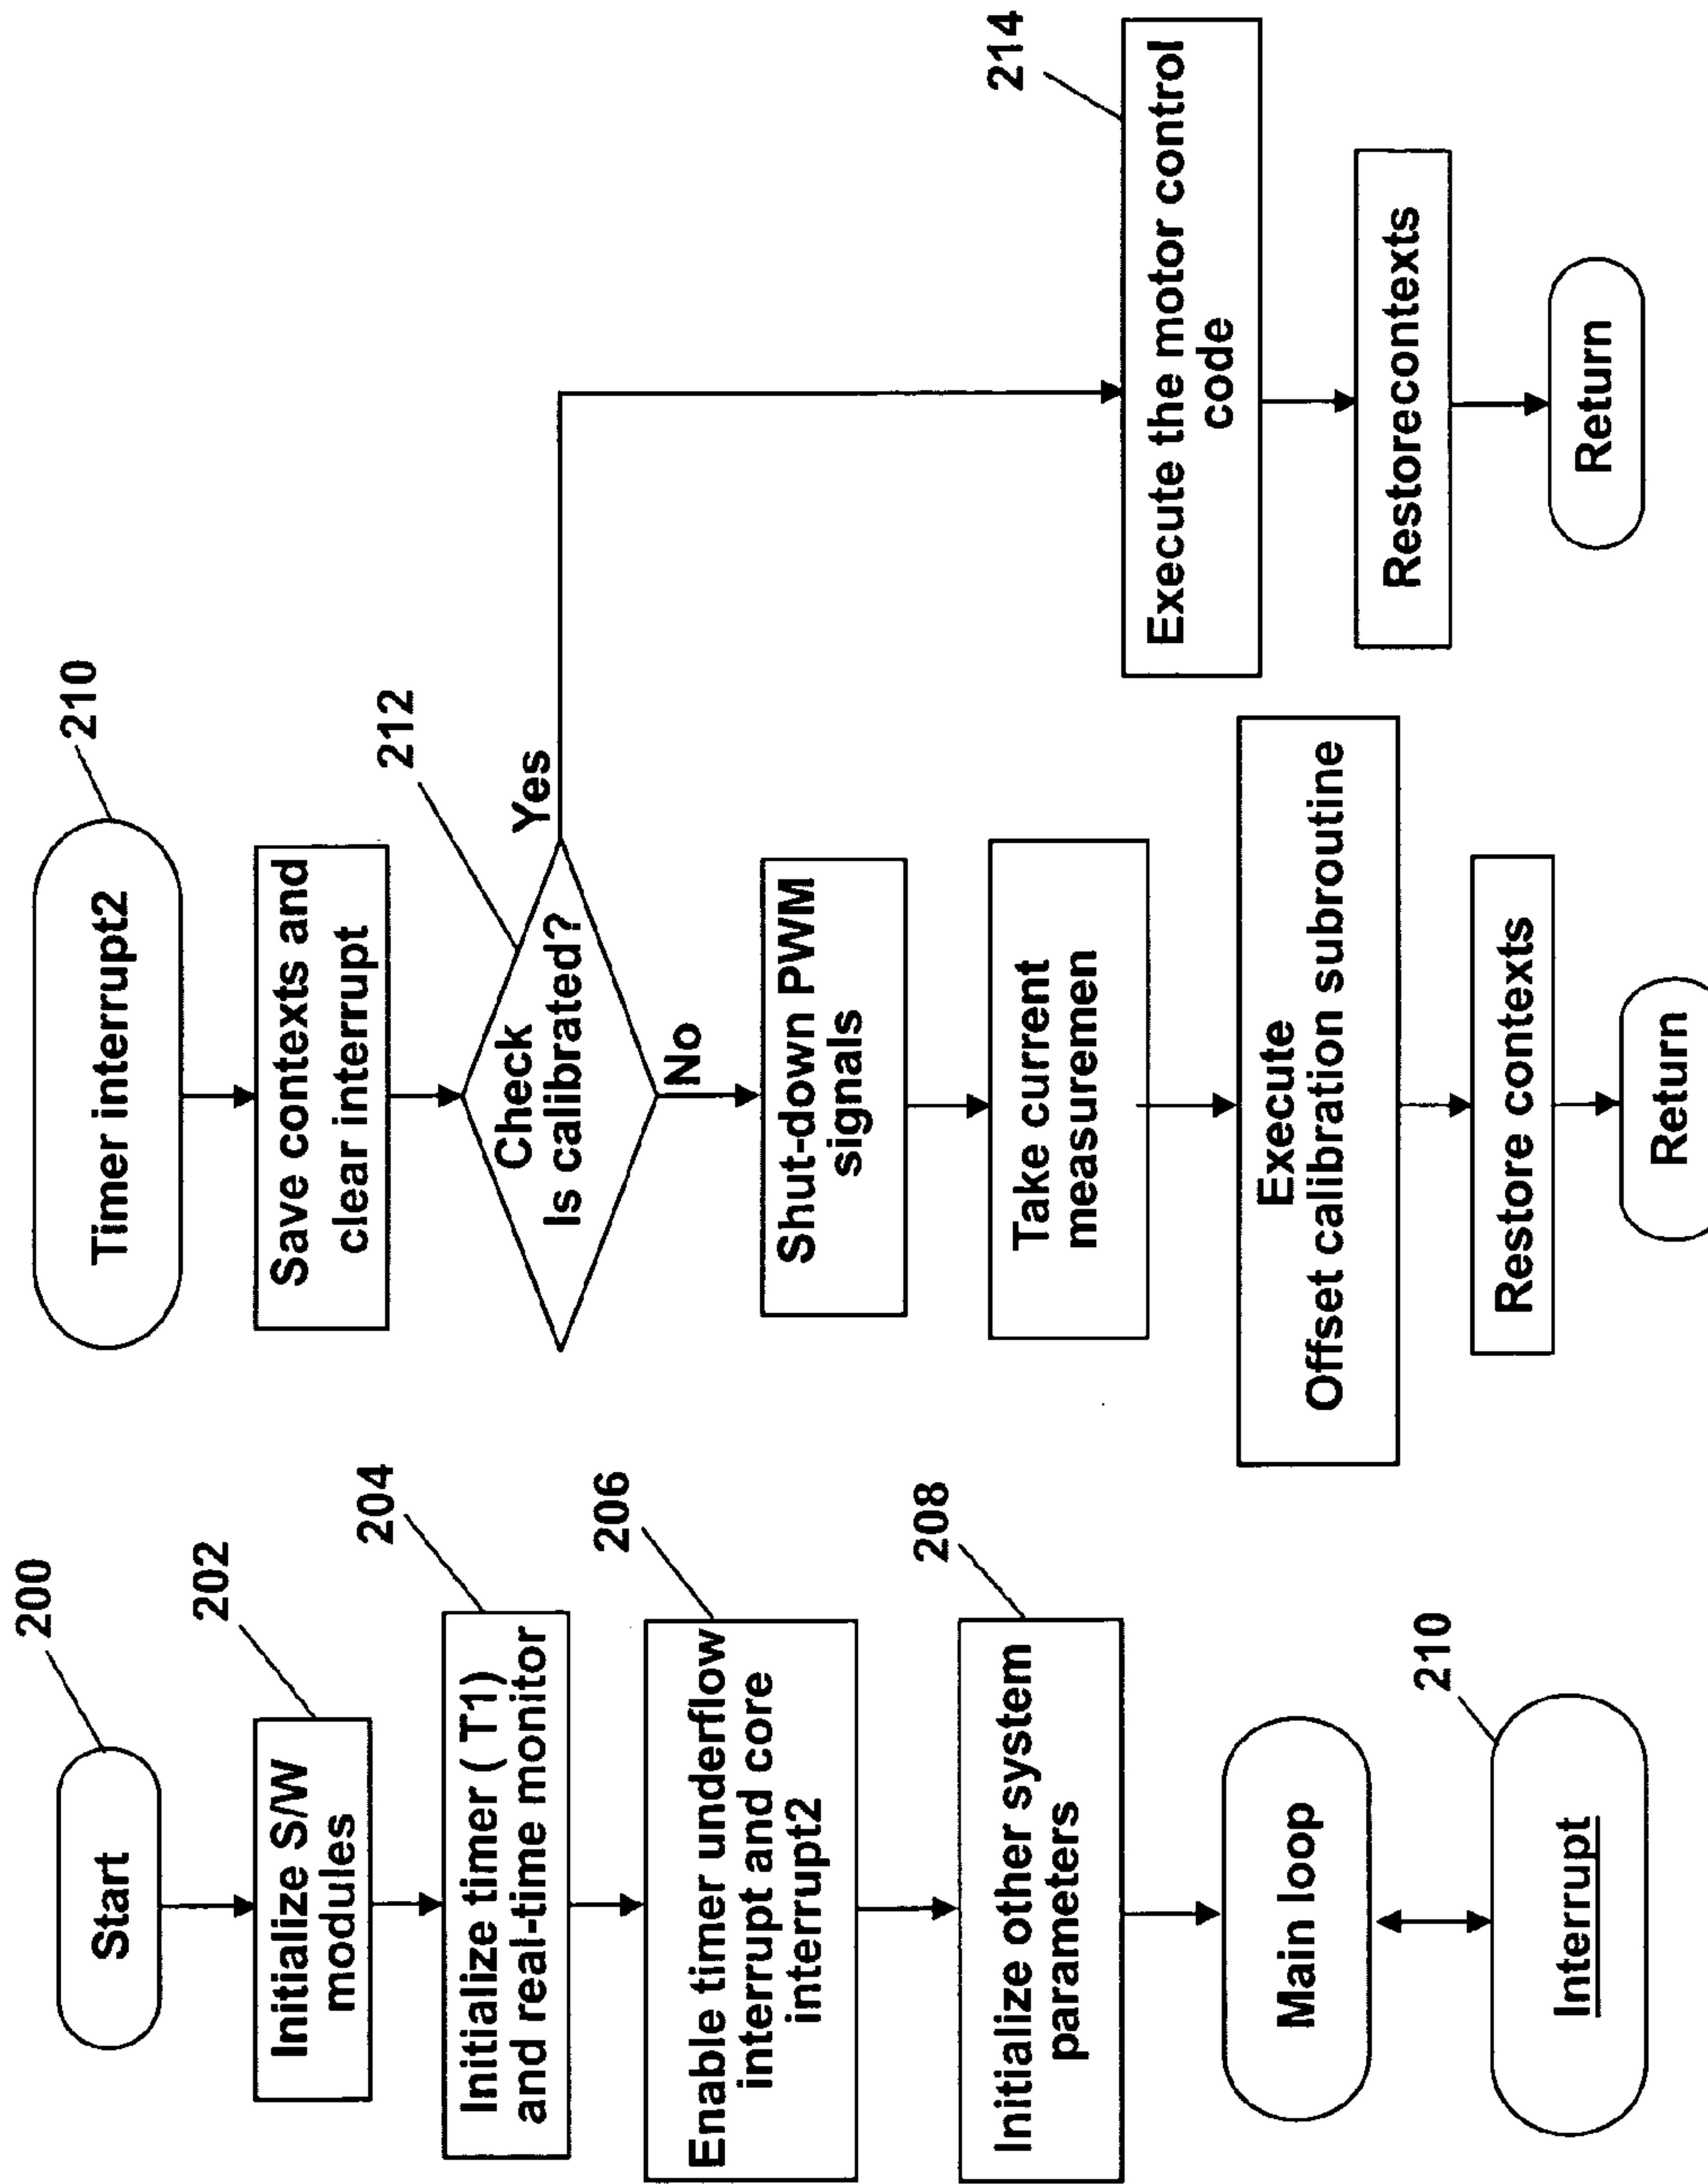 200
Start
202
Initialize S/W
modules
204
Initialize timer ( T1)
and real-time monitor
206
Enable timer underflow
interrupt and core
interrupt2
208
Initialize other system
parameters
Main loop
210
Interrupt
210
Timer interrupt2
Save contexts and
clear interrupt
212
Check
Is calibrated?
Yes
No
Shut-down PWM
signals
Take current
measuremen
Execute
Offset calibration subroutine
Restore contexts
Return
214
Execute the motor control
code
Restorecontexts
Return